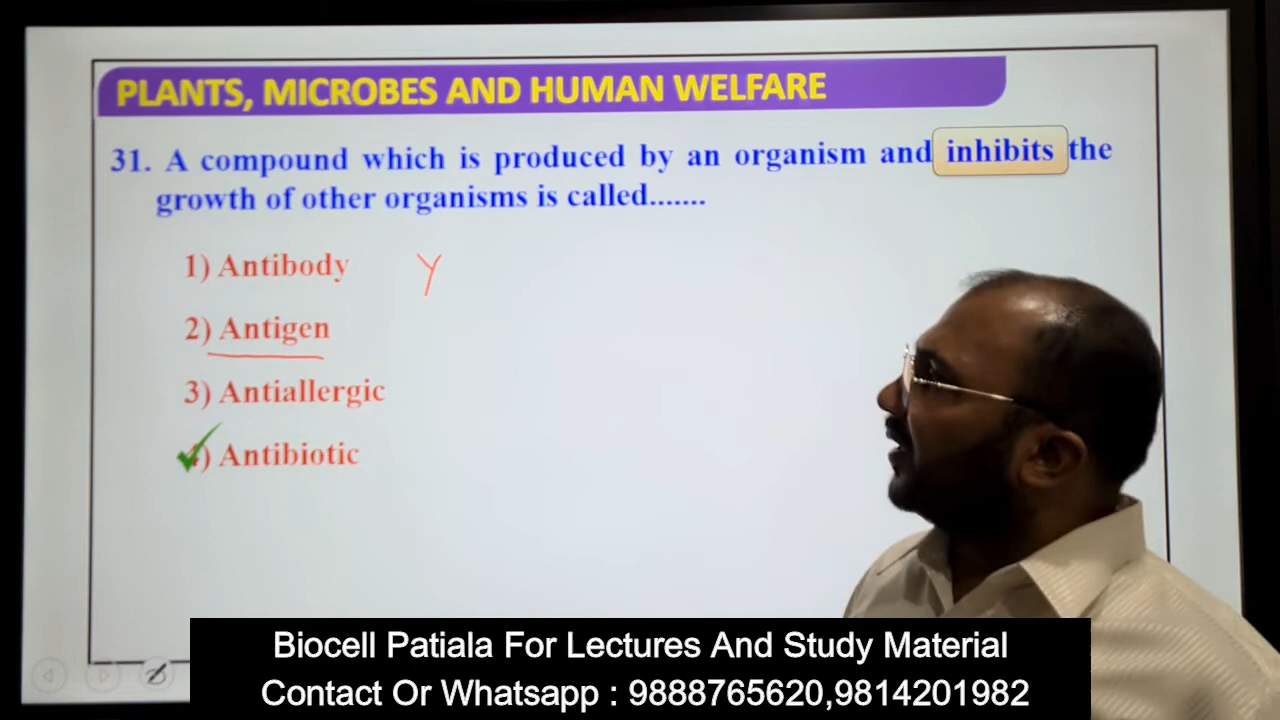 PLANTS, MICROBES AND HUMAN WELFARE
31. A compound which is produced by an organism and inhibits the
growth of other organisms is called.......
1) Antibody Y
2) Antigen
3) Antiallergic
4) Antibiotic
Biocell Patiala For Lectures And Study Material
Contact Or Whatsapp : 9888765620,9814201982